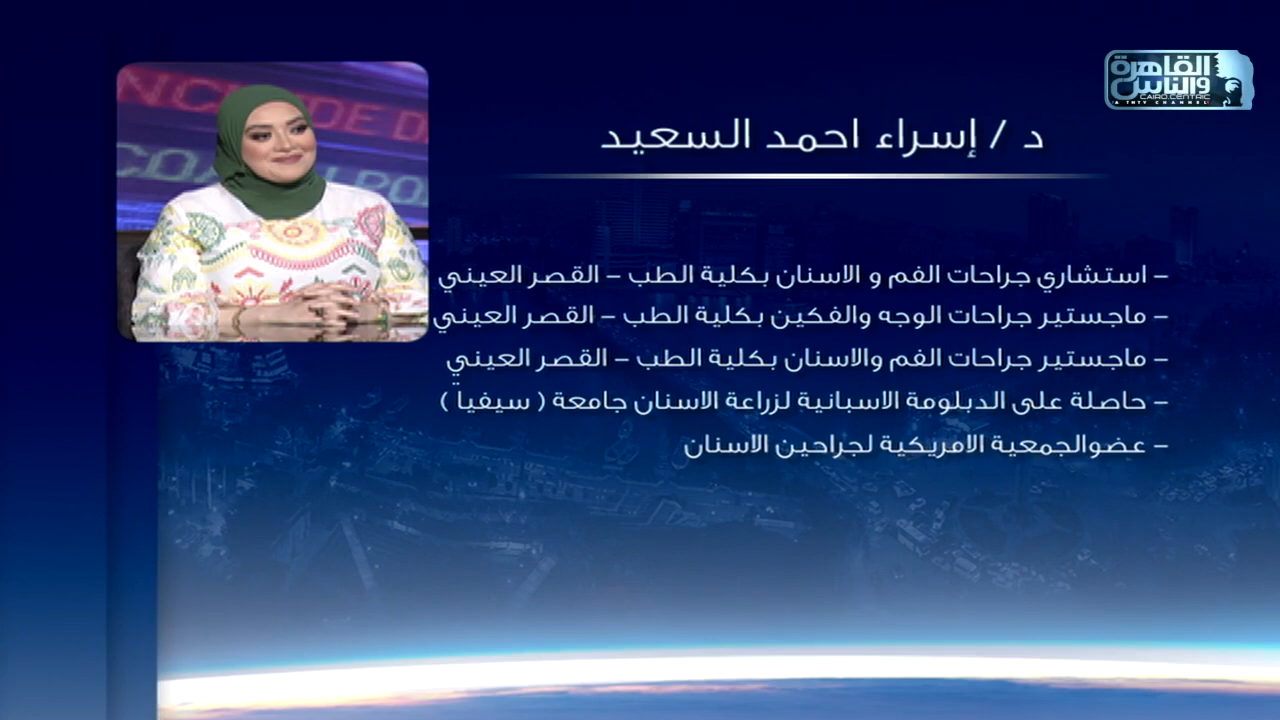 القاهرة
والناس
CAIRO.CENTRIC
A TNTV CHANNEL
د / إسراء احمد السعيد
- استشاري جراحات الفم و الاسنان بكلية الطب - القصر العيني
- ماجستير جراحات الوجه والفكين بكلية الطب - القصر العيني
- ماجستير جراحات الفم والاسنان بكلية الطب - القصر العيني
- حاصلة على الدبلومة الاسبانية لزراعة الاسنان جامعة ( سيفيا )
- عضوالجمعية الامريكية لجراحين الاسنان